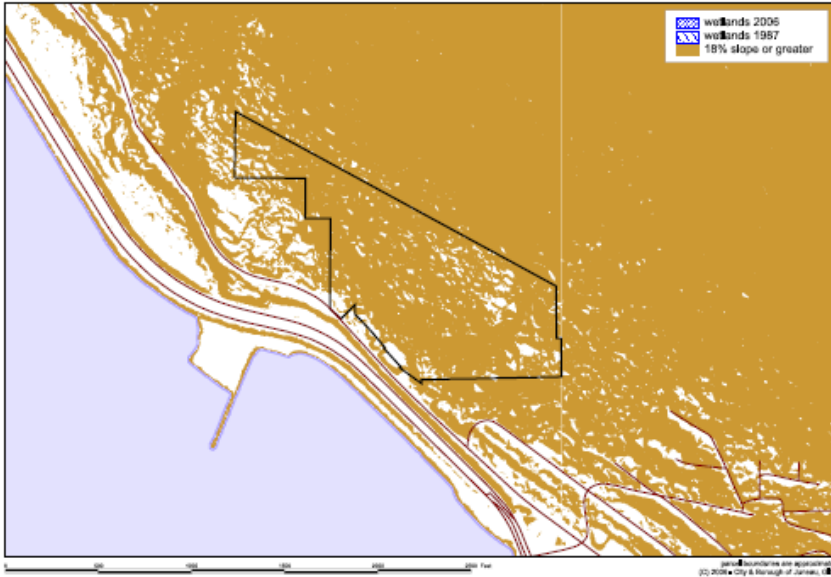 wetlands 2006
wetlands 1987
18% slope or greater
0 500 1000 1500 2000 2500 Feet
parcel boundaries are approximate
(C) 2006 City & Borough of Juneau,